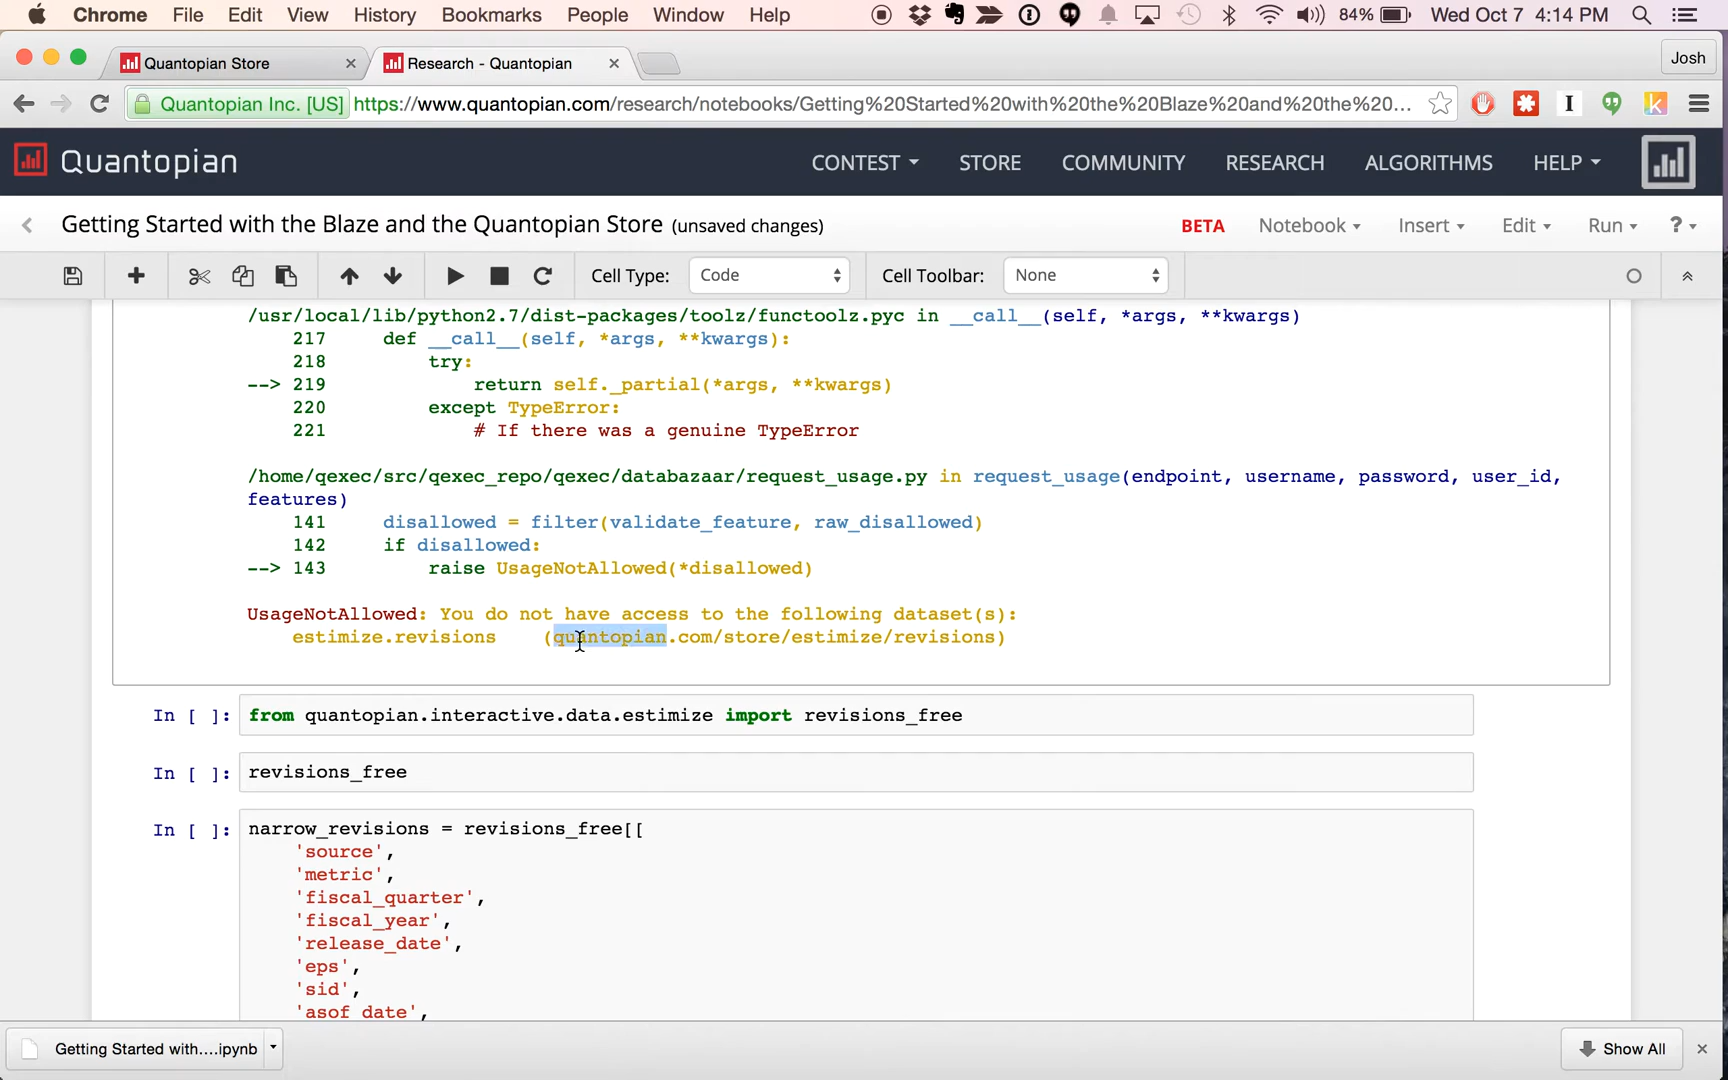 Chrome File Edit View History Bookmarks People Window Help 84% Wed Oct 7 4:14 PM
Quantopian Store Research - Quantopian Josh
Quantopian Inc. [US] https://www.quantopian.com/research/notebooks/Getting%20Started%20with%20the%20Blaze%20and%20the%20...
Quantopian CONTEST STORE COMMUNITY RESEARCH ALGORITHMS HELP
Getting Started with the Blaze and the Quantopian Store (unsaved changes) BETA Notebook Insert Edit Run ?
Cell Type: Code Cell Toolbar: None
/usr/local/lib/python2.7/dist-packages/toolz/functoolz.pyc in __call__(self, *args, **kwargs)
217 def __call__(self, *args, **kwargs):
218 try:
--> 219 return self._partial(*args, **kwargs)
220 except TypeError:
221 # If there was a genuine TypeError
/home/qexec/src/qexec_repo/qexec/databazaar/request_usage.py in request_usage(endpoint, username, password, user_id,
features)
141 disallowed = filter(validate_feature, raw_disallowed)
142 if disallowed:
--> 143 raise UsageNotAllowed(*disallowed)
UsageNotAllowed: You do not have access to the following dataset(s):
estimize.revisions (quantopian.com/store/estimize/revisions)
In [ ]: from quantopian.interactive.data.estimize import revisions_free
In [ ]: revisions_free
In [ ]: narrow_revisions = revisions_free[[
'source',
'metric',
'fiscal_quarter',
'fiscal_year',
'release_date',
'eps',
'sid',
'asof_date',
Getting Started with....ipynb Show All